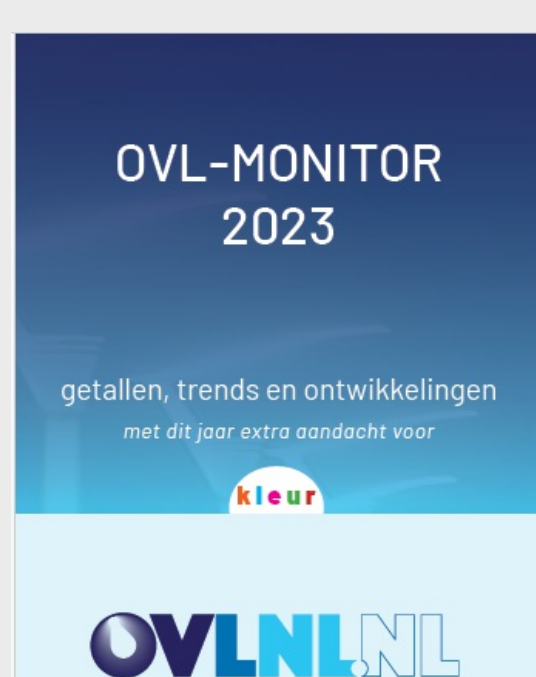 OVL-MONITOR
2023
getallen, trends en ontwikkelingen
met dit jaar extra aandacht voor
kleur
OVLNL.NL